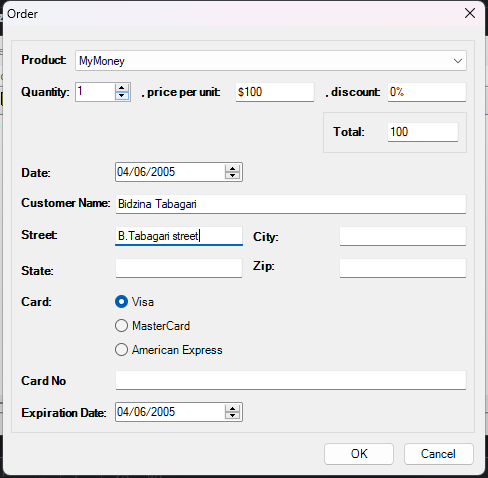 Order
Product: MyMoney
Quantity: 1 , price per unit: $100 , discount: 0%
Total: 100
Date: 04/06/2005
Customer Name: Bidzina Tabagari
Street: B.Tabagari street City:
State: Zip:
Card: Visa
MasterCard
American Express
Card No
Expiration Date: 04/06/2005
OK Cancel